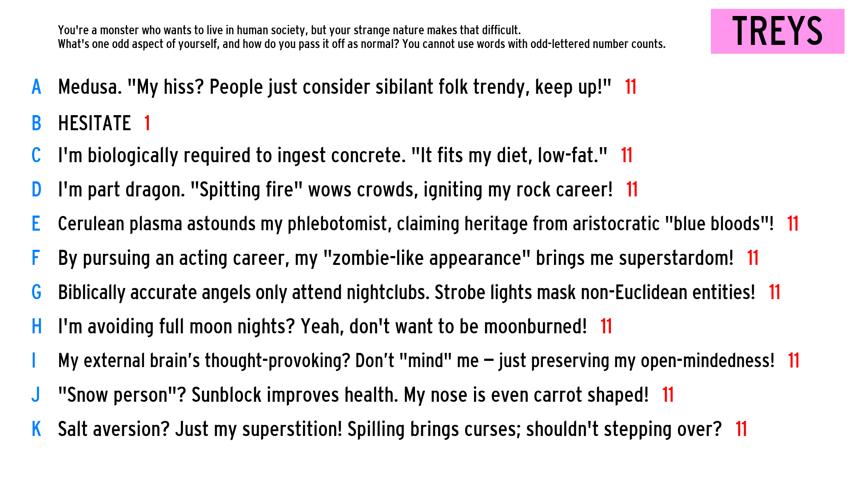 You're a monster who wants to live in human society, but your strange nature makes that difficult.
What's one odd aspect of yourself, and how do you pass it off as normal? You cannot use words with odd-lettered number counts.
TREYS
A Medusa. "My hiss? People just consider sibilant folk trendy, keep up!" 11
B HESITATE 1
C I'm biologically required to ingest concrete. "It fits my diet, low-fat." 11
D I'm part dragon. "Spitting fire" wows crowds, igniting my rock career! 11
E Cerulean plasma astounds my phlebotomist, claiming heritage from aristocratic "blue bloods"! 11
F By pursuing an acting career, my "zombie-like appearance" brings me superstardom! 11
G Biblically accurate angels only attend nightclubs. Strobe lights mask non-Euclidean entities! 11
H I'm avoiding full moon nights? Yeah, don't want to be moonburned! 11
I My external brain’s thought-provoking? Don’t "mind" me – just preserving my open-mindedness! 11
J "Snow person"? Sunblock improves health. My nose is even carrot shaped! 11
K Salt aversion? Just my superstition! Spilling brings curses; shouldn't stepping over? 11